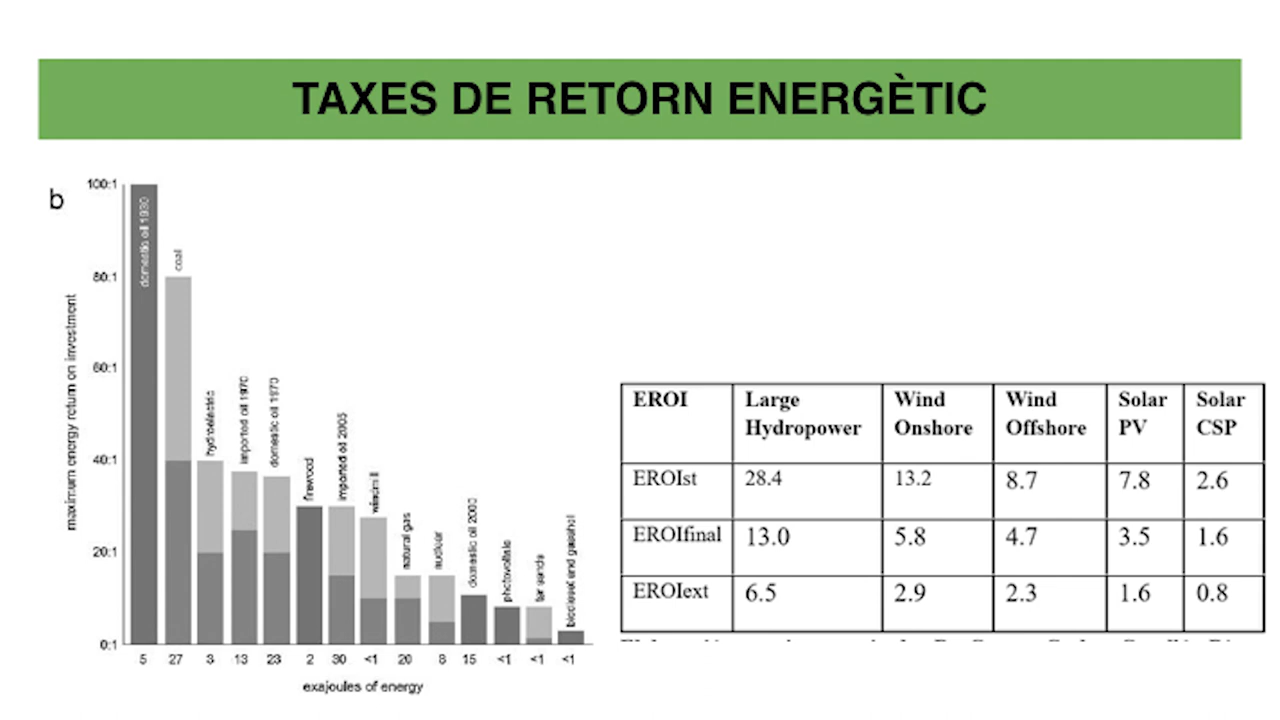 TAXES DE RETORN ENERGÈTIC
b
maximum energy return on investment
100:1
80:1
60:1
40:1
20:1
0:1
domestic oil 1930
coal
hydroelectric
imported oil 1970
domestic oil 1970
firewood
imported oil 2005
windmill
natural gas
nuclear
domestic oil 2000
photovoltaic
tar sands
biodiesel and gasohol
5 27 3 13 23 2 30 <1 20 8 15 <1 <1 <1
exajoules of energy
EROI Large Hydropower Wind Onshore Wind Offshore Solar PV Solar CSP
EROIst 28.4 13.2 8.7 7.8 2.6
EROIfinal 13.0 5.8 4.7 3.5 1.6
EROIext 6.5 2.9 2.3 1.6 0.8